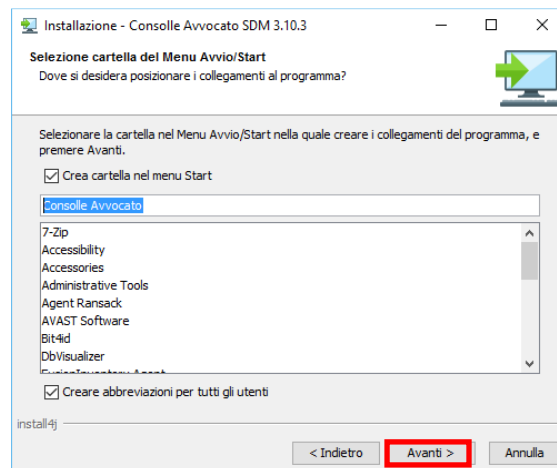 Installazione - Consolle Avvocato SDM 3.10.3
Selezione cartella del Menu Avvio/Start
Dove si desidera posizionare i collegamenti al programma?
Selezionare la cartella nel Menu Avvio/Start nella quale creare i collegamenti del programma, e
premere Avanti.
Crea cartella nel menu Start
Consolle Avvocato
7-Zip
Accessibility
Accessories
Administrative Tools
Agent Ransack
AVAST Software
Bit4id
DbVisualizer
FusionInventory Agent
Creare abbreviazioni per tutti gli utenti
install4j
< Indietro
Avanti >
Annulla